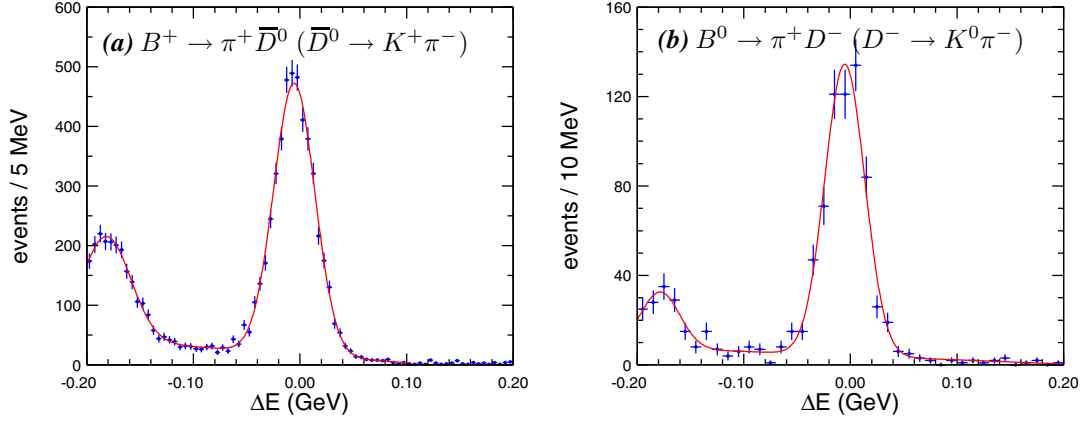 (a) B⁺ → π⁺D̅⁰ (D̅⁰ → K⁺π⁻)
events / 5 MeV
600
500
400
300
200
100
0
-0.20 -0.10 0.00 0.10 0.20
ΔE (GeV)
(b) B⁰ → π⁺D⁻ (D⁻ → K⁰π⁻)
events / 10 MeV
160
120
80
40
0
-0.20 -0.10 0.00 0.10 0.20
ΔE (GeV)